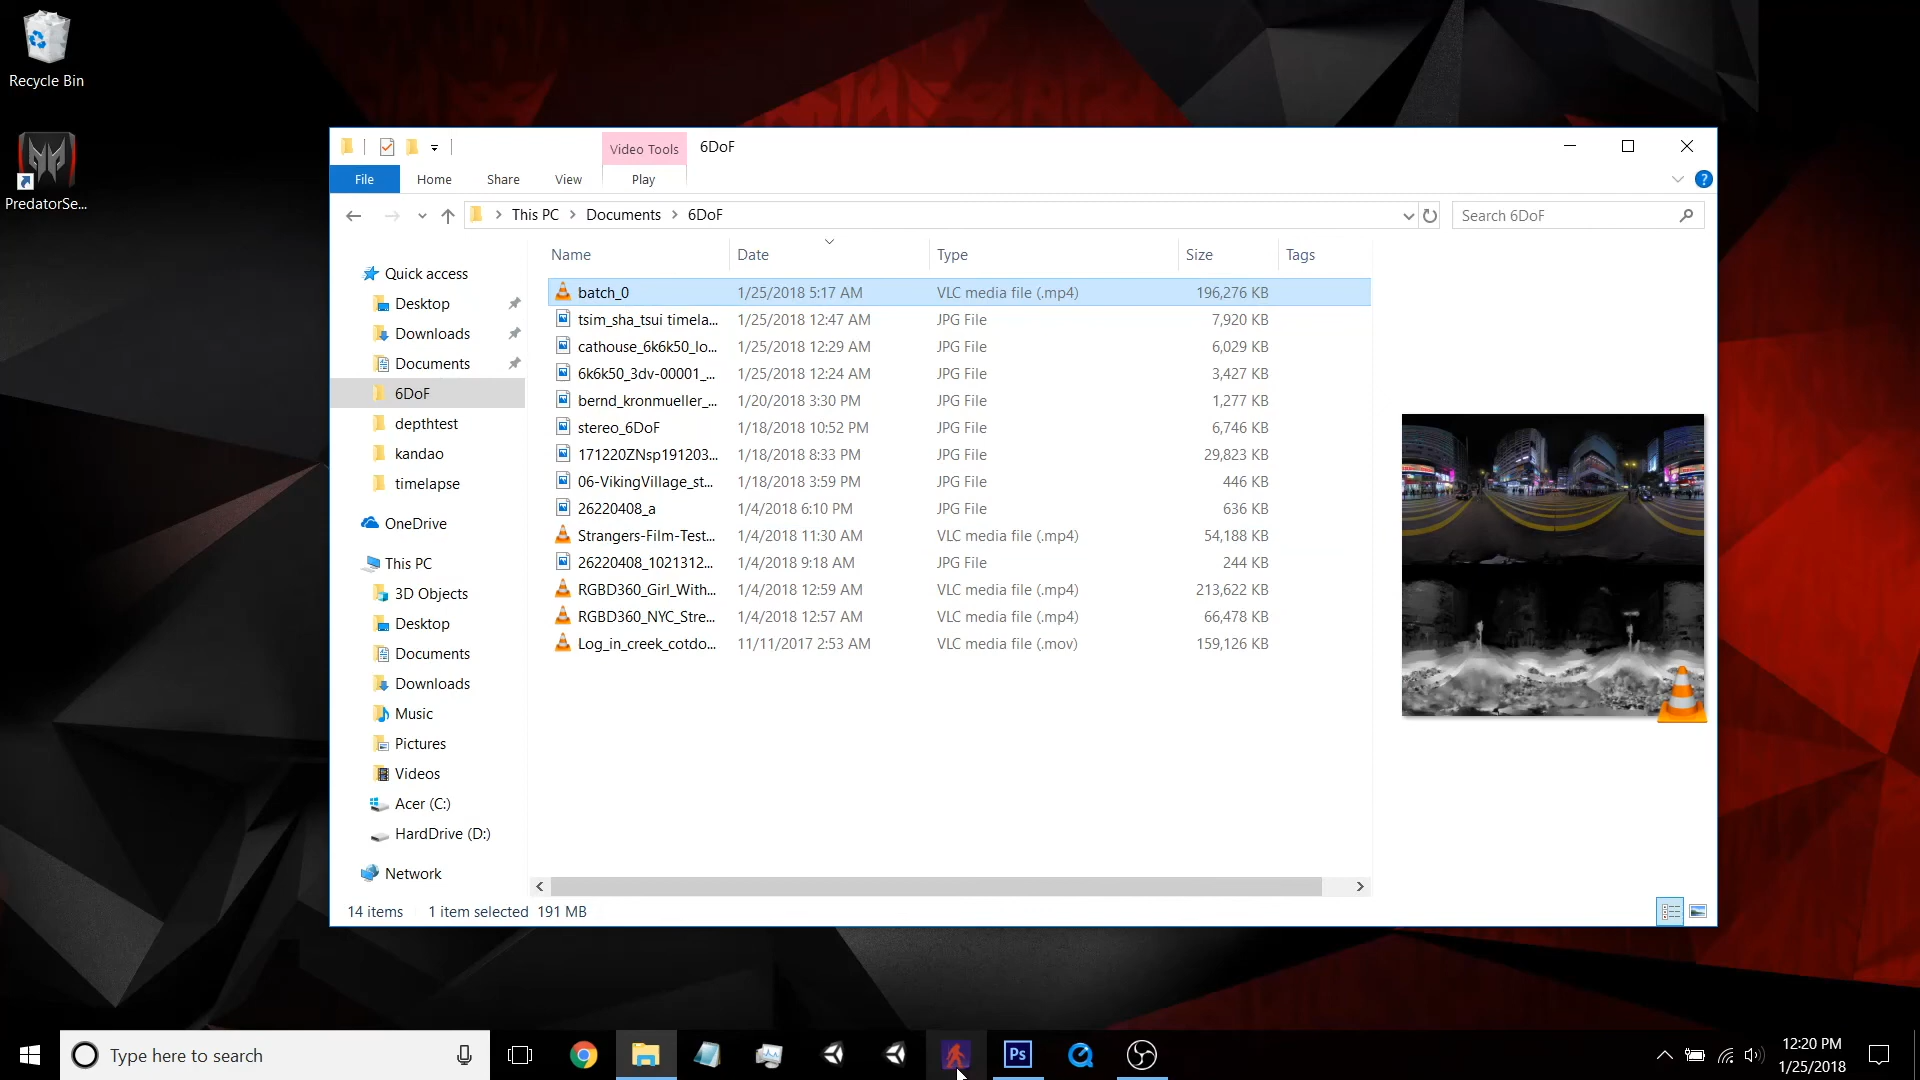 Recycle Bin
PredatorSe...
Video Tools
6DoF
File
Home
Share
View
Play
This PC
Documents
6DoF
Search 6DoF
Name
Date
Type
Size
Tags
batch_0 1/25/2018 5:17 AM VLC media file (.mp4) 196,276 KB
tsim_sha_tsui timela... 1/25/2018 12:47 AM JPG File 7,920 KB
cathouse_6k6k50_lo... 1/25/2018 12:29 AM JPG File 6,029 KB
6k6k50_3dv-00001_... 1/25/2018 12:24 AM JPG File 3,427 KB
bernd_kronmueller_... 1/20/2018 3:30 PM JPG File 1,277 KB
stereo_6DoF 1/18/2018 10:52 PM JPG File 6,746 KB
171220ZNsp191203... 1/18/2018 8:33 PM JPG File 29,823 KB
06-VikingVillage_st... 1/18/2018 3:59 PM JPG File 446 KB
26220408_a 1/4/2018 6:10 PM JPG File 636 KB
Strangers-Film-Test... 1/4/2018 11:30 AM VLC media file (.mp4) 54,188 KB
26220408_1021312... 1/4/2018 9:18 AM JPG File 244 KB
RGBD360_Girl_With... 1/4/2018 12:59 AM VLC media file (.mp4) 213,622 KB
RGBD360_NYC_Stre... 1/4/2018 12:57 AM VLC media file (.mp4) 66,478 KB
Log_in_creek_cotdo... 11/11/2017 2:53 AM VLC media file (.mov) 159,126 KB
Quick access
Desktop
Downloads
Documents
6DoF
depthtest
kandao
timelapse
OneDrive
This PC
3D Objects
Desktop
Documents
Downloads
Music
Pictures
Videos
Acer (C:)
HardDrive (D:)
Network
14 items
1 item selected 191 MB
Type here to search
Ps
12:20 PM
1/25/2018